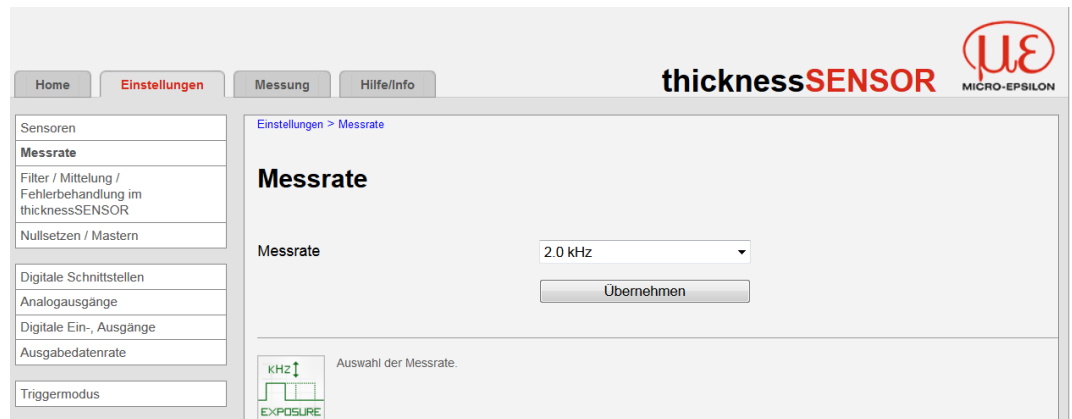 Home
Einstellungen
Messung
Hilfe/Info
thicknessSENSOR
με
MICRO-EPSILON
Sensoren
Messrate
Filter / Mittelung /
Fehlerbehandlung im
thicknessSENSOR
Nullsetzen / Mastern
Digitale Schnittstellen
Analogausgänge
Digitale Ein-, Ausgänge
Ausgabedatenrate
Triggermodus
Einstellungen > Messrate
Messrate
Messrate
2.0 kHz
Übernehmen
KHZ
EXPOSURE
Auswahl der Messrate.